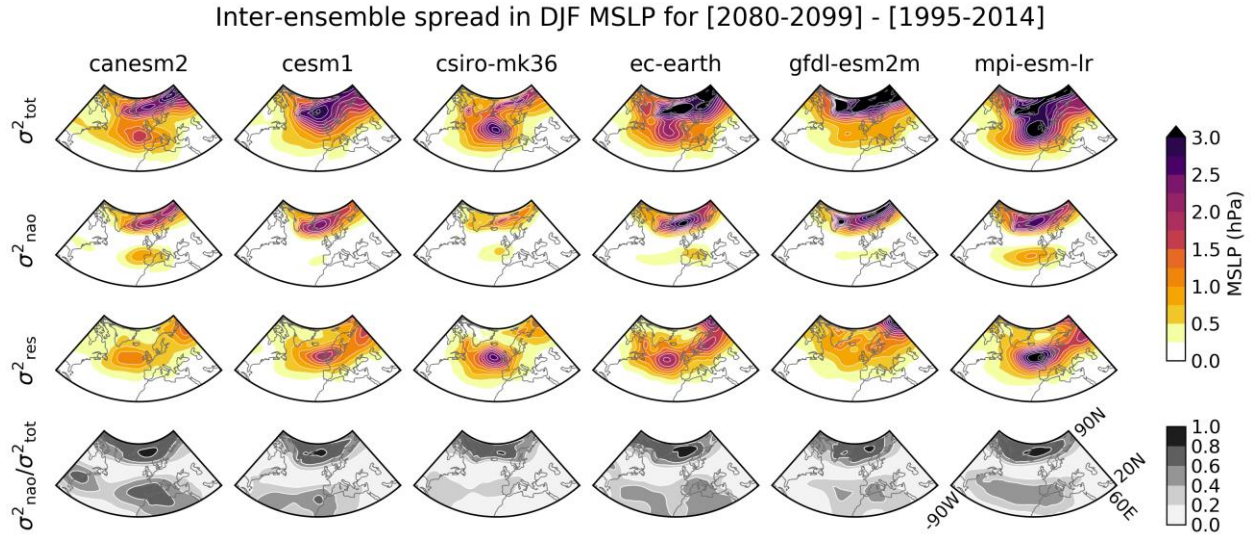 Inter-ensemble spread in DJF MSLP for [2080-2099] - [1995-2014]
canesm2 cesm1 csiro-mk36 ec-earth gfdl-esm2m mpi-esm-lr
σ²tot
σ²nao
σ²res
σ²nao/σ²tot
3.0
2.5
2.0
1.5
1.0
0.5
0.0
MSLP (hPa)
90N
20N
60E
-90W
1.0
0.8
0.6
0.4
0.2
0.0